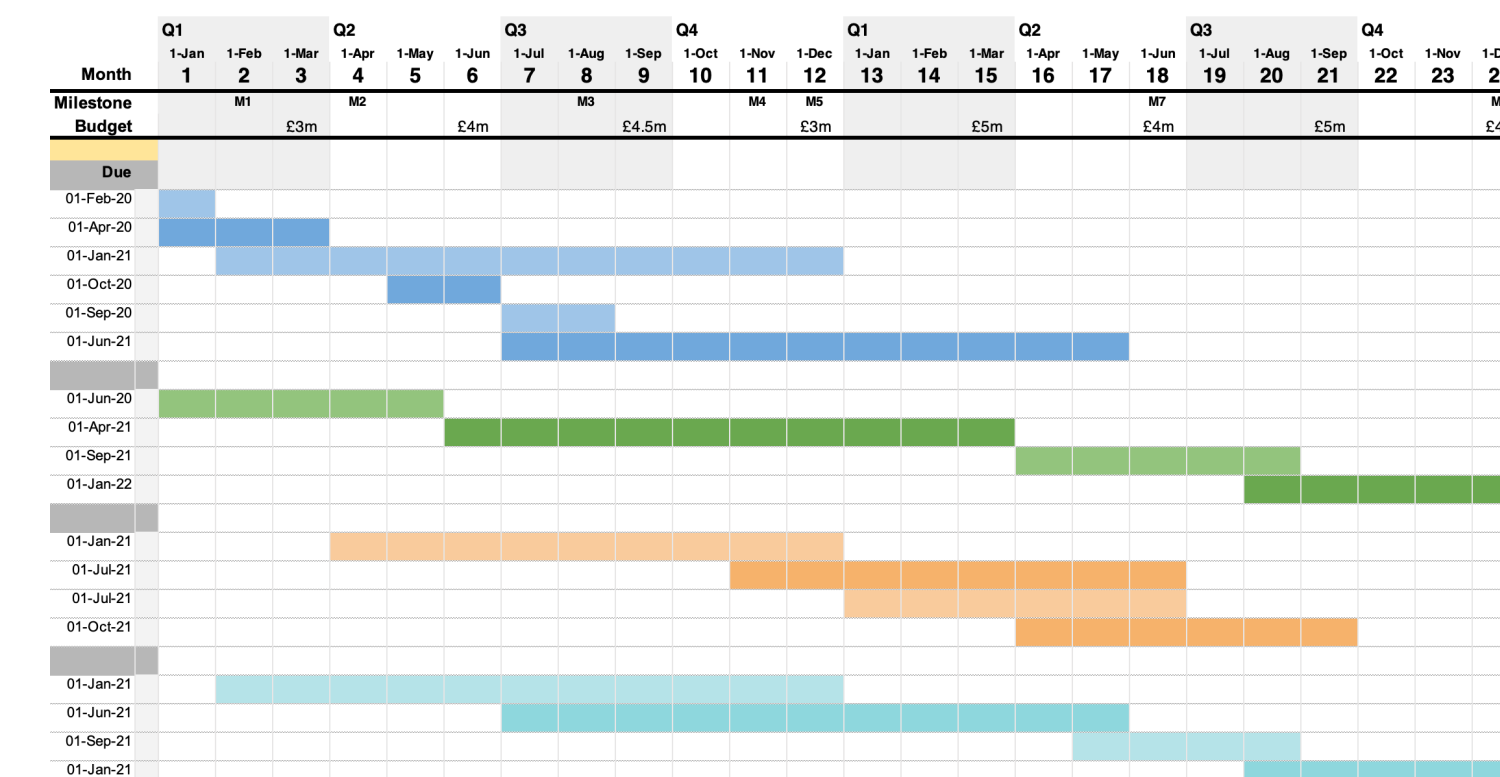 Q1 Q2 Q3 Q4 Q1 Q2 Q3 Q4
1-Jan 1-Feb 1-Mar 1-Apr 1-May 1-Jun 1-Jul 1-Aug 1-Sep 1-Oct 1-Nov 1-Dec 1-Jan 1-Feb 1-Mar 1-Apr 1-May 1-Jun 1-Jul 1-Aug 1-Sep 1-Oct 1-Nov
Month 1 2 3 4 5 6 7 8 9 10 11 12 13 14 15 16 17 18 19 20 21 22 23
Milestone M1 M2 M3 M4 M5 M7
Budget £3m £4m £4.5m £3m £5m £4m £5m
Due
01-Feb-20
01-Apr-20
01-Jan-21
01-Oct-20
01-Sep-20
01-Jun-21
01-Jun-20
01-Apr-21
01-Sep-21
01-Jan-22
01-Jan-21
01-Jul-21
01-Jul-21
01-Oct-21
01-Jan-21
01-Jun-21
01-Sep-21
01-Jan-21